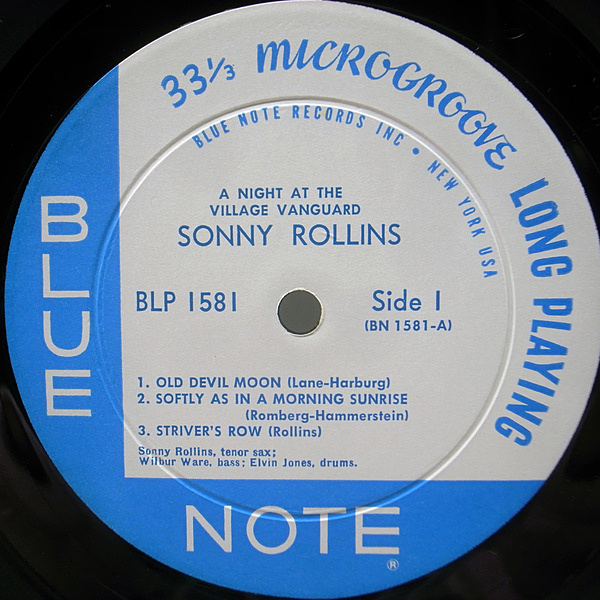 33⅓ MICROGROOVE LONG PLAYING
BLUE NOTE RECORDS INC • NEW YORK USA
A NIGHT AT THE
VILLAGE VANGUARD
SONNY ROLLINS
BLP 1581
Side 1
(BN 1581-A)
1. OLD DEVIL MOON (Lane-Harburg)
2. SOFTLY AS IN A MORNING SUNRISE
(Romberg-Hammerstein)
3. STRIVER'S ROW (Rollins)
Sonny Rollins, tenor sax;
Wilbur Ware, bass; Elvin Jones, drums.
BLUE
NOTE
®